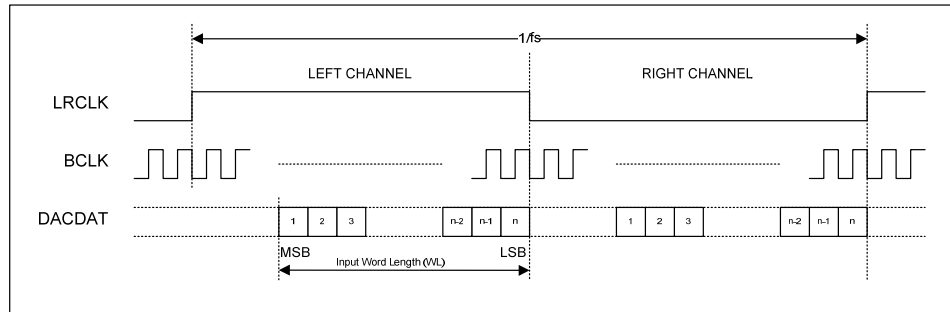 1/fs
LEFT CHANNEL RIGHT CHANNEL
LRCLK
BCLK
DACDAT
1 2 3 n-2 n-1 n 1 2 3 n-2 n-1 n
MSB LSB
Input Word Length (WL)